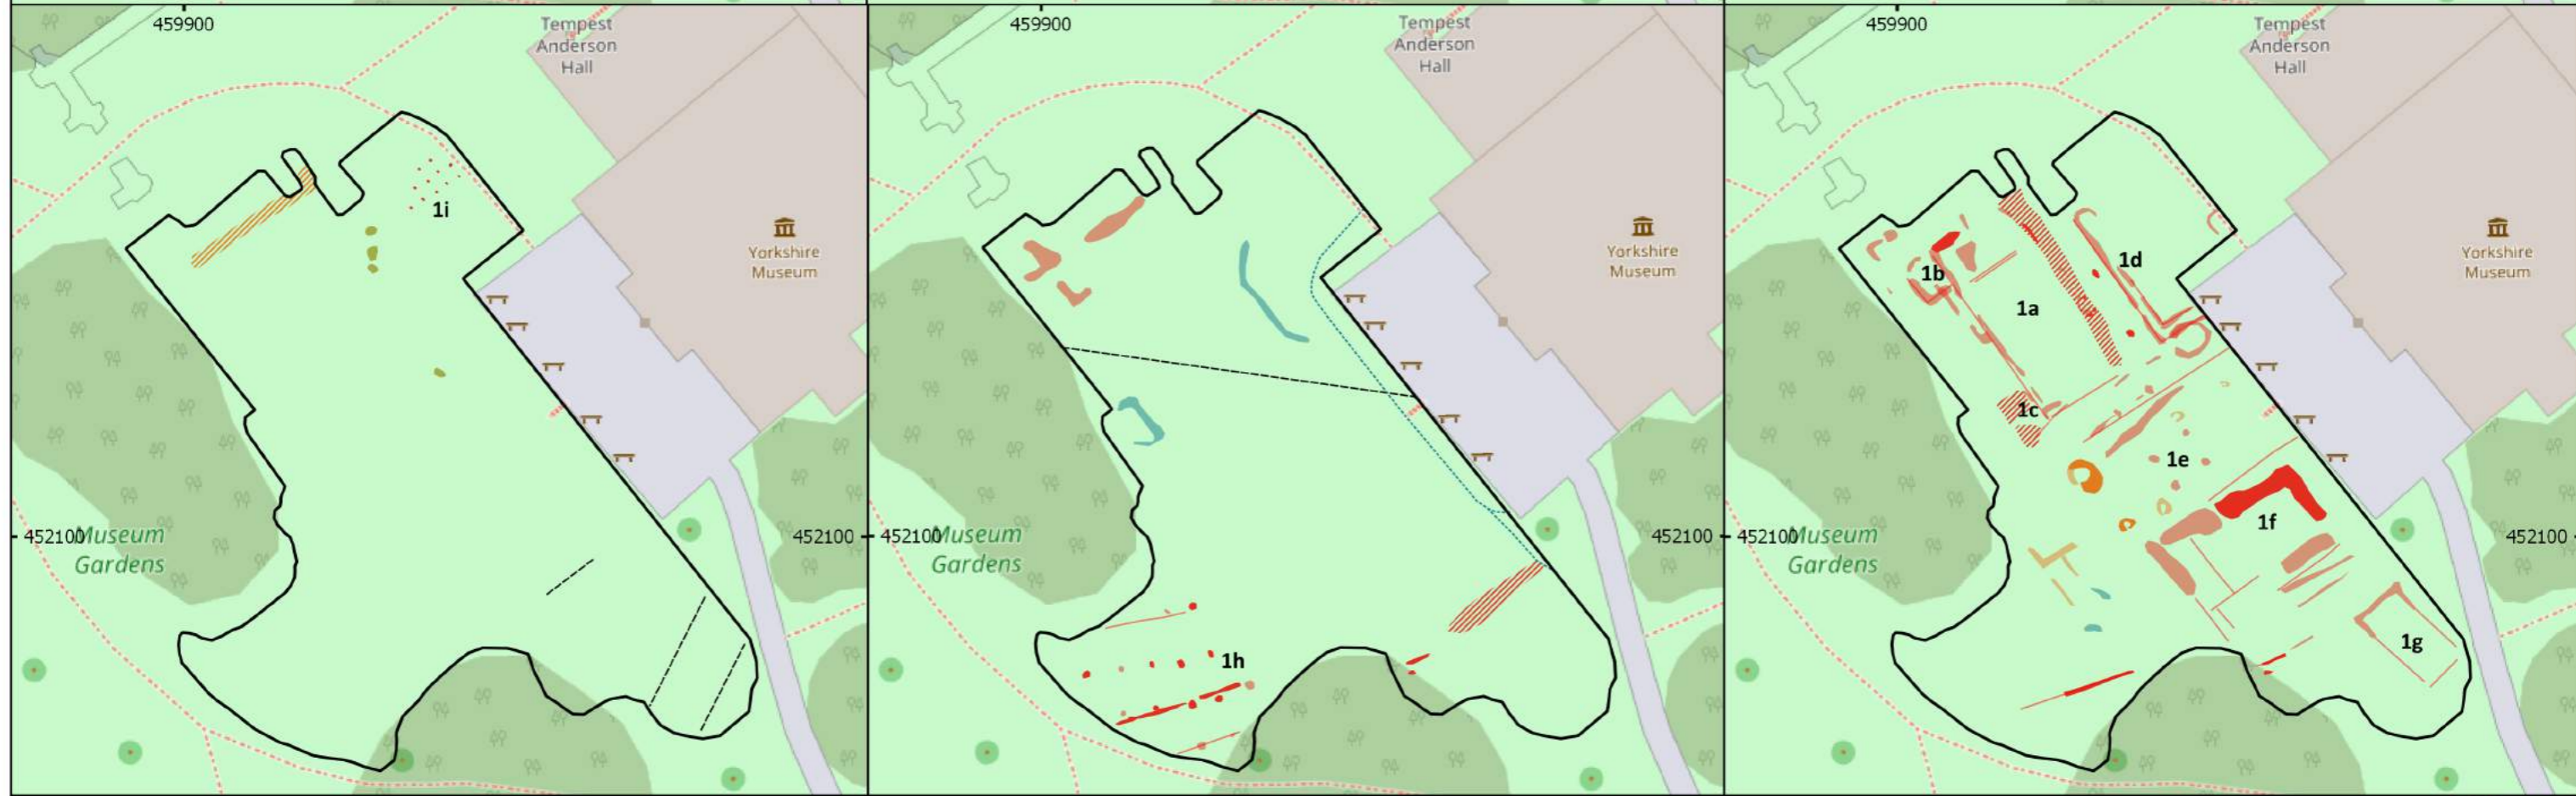 459900
Tempest
Anderson
Hall
1i
Yorkshire
Museum
452100
Museum
Gardens
452100
459900
Tempest
Anderson
Hall
Yorkshire
Museum
452100
Museum
Gardens
1h
452100
459900
Tempest
Anderson
Hall
1d
1b
1a
Yorkshire
Museum
1c
1e
1f
452100
Museum
Gardens
452100
1g